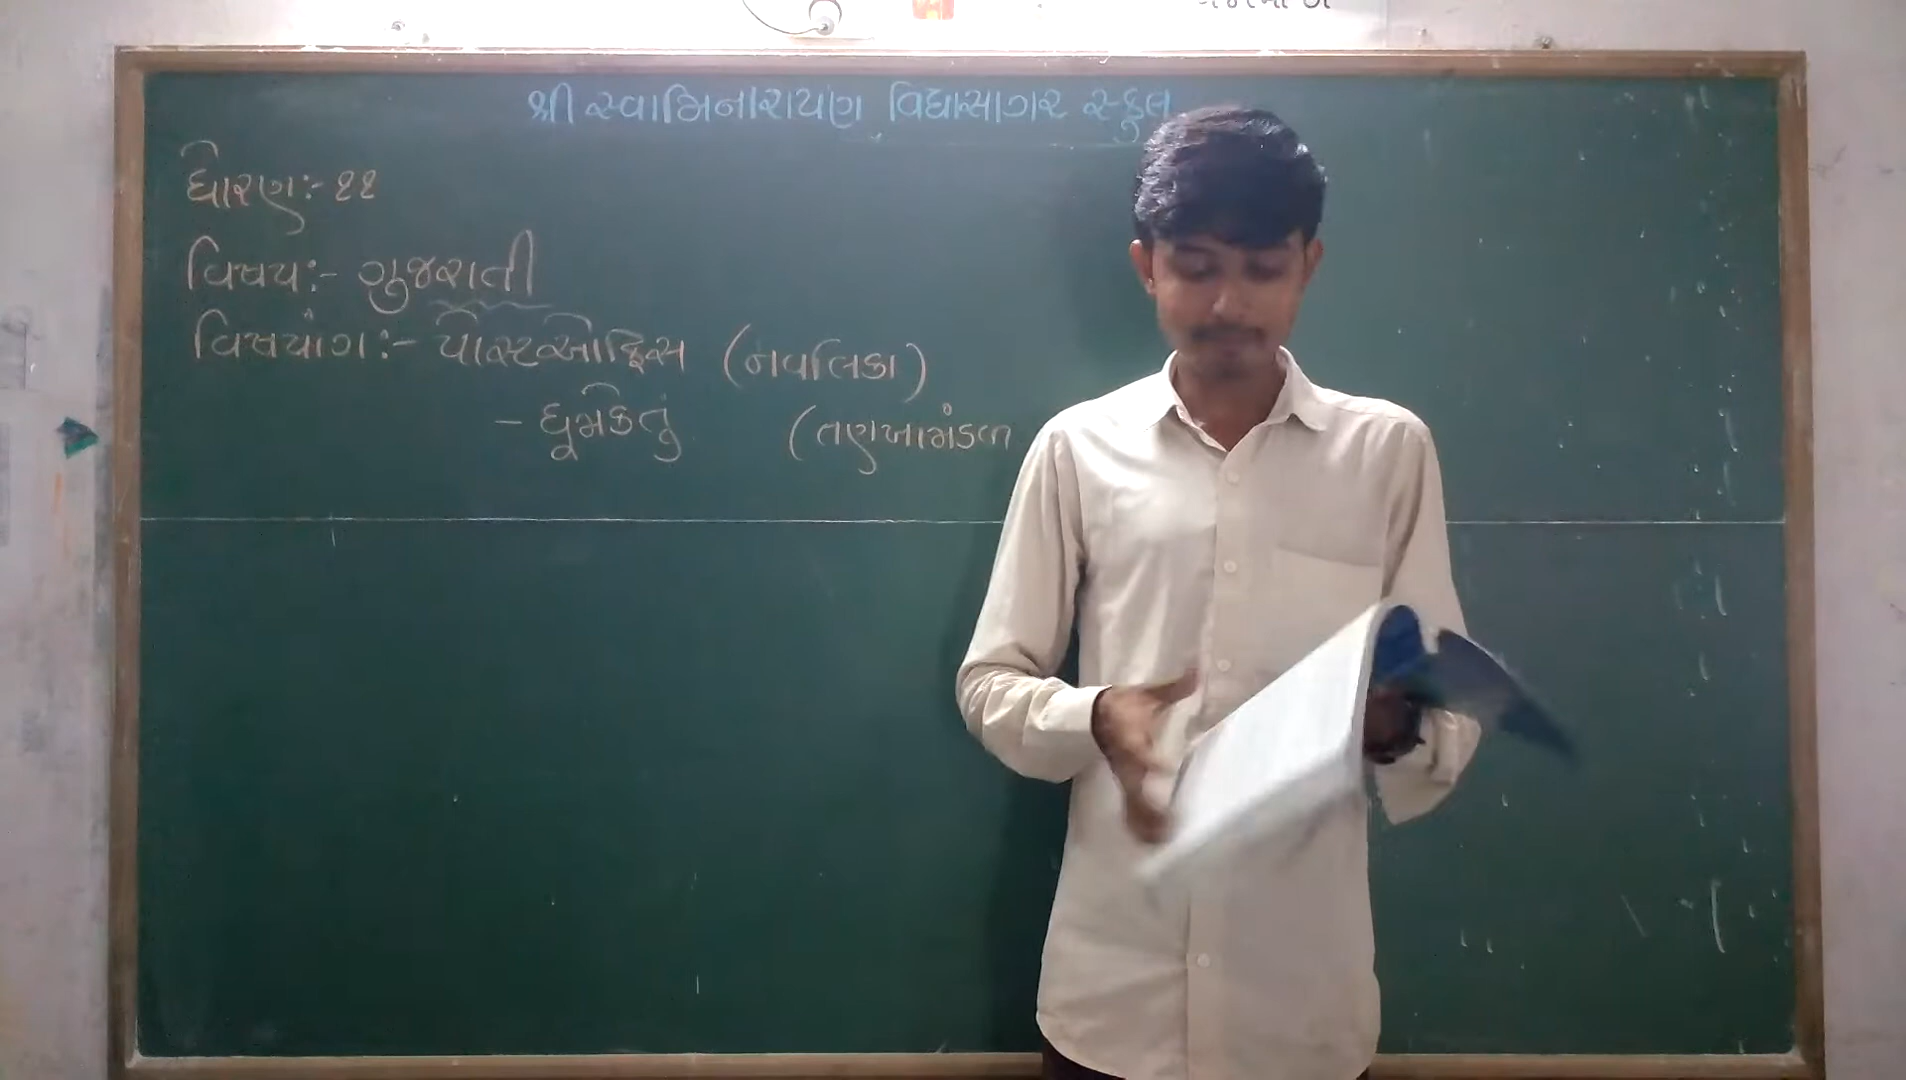 શ્રી સ્વામિનારાયણ વિદ્યાસાગર સ્કુલ
ધોરણ:- ૧૧
વિષય:- ગુજરાતી
વિષયાંગ:- પોસ્ટઓફિસ (નવલિકા)
- ધૂમકેતું (તણખામંડળ